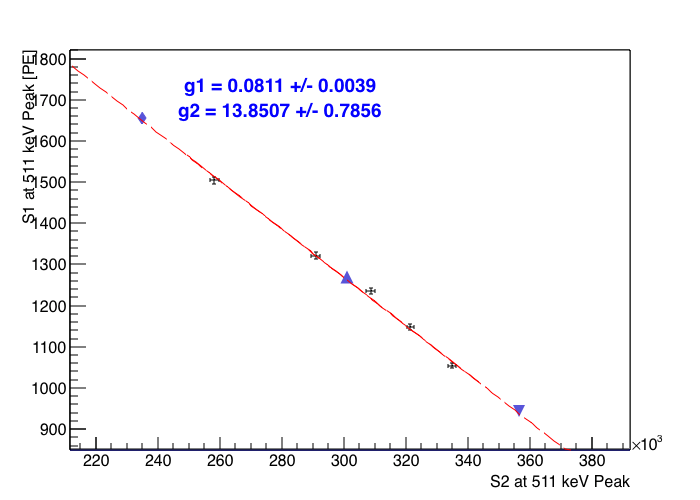 g1 = 0.0811 +/- 0.0039
g2 = 13.8507 +/- 0.7856
S1 at 511 keV Peak [PE]
1800
1700
1600
1500
1400
1300
1200
1100
1000
900
220 240 260 280 300 320 340 360 380
×10³
S2 at 511 keV Peak